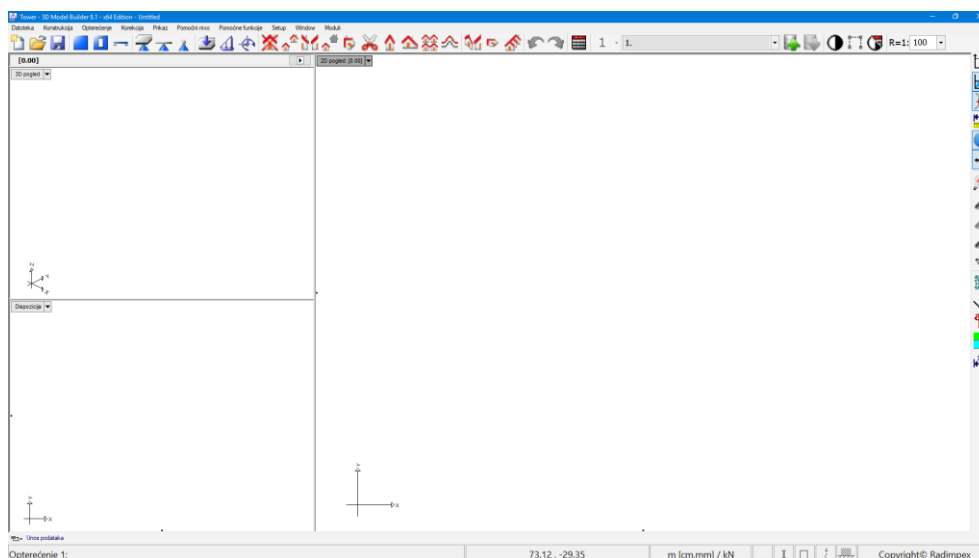 Tower - 3D Model Builder 8.1 - x64 Edition - Untitled
Datoteka Konstrukcija Opterećenje Korekcija Prikaz Pomoćni nivo Pomoćne funkcije Setup Window Moduli
1 - 1. R=1: 100
[0.00] 2D pogled: [0.00]
3D pogled
Z
Y
X
Dispozicija
Y
X
Y
X
Unos podataka
Opterećenje 1: 73.12 , -29.35 m [cm,mm] / kN Copyright© Radimpex